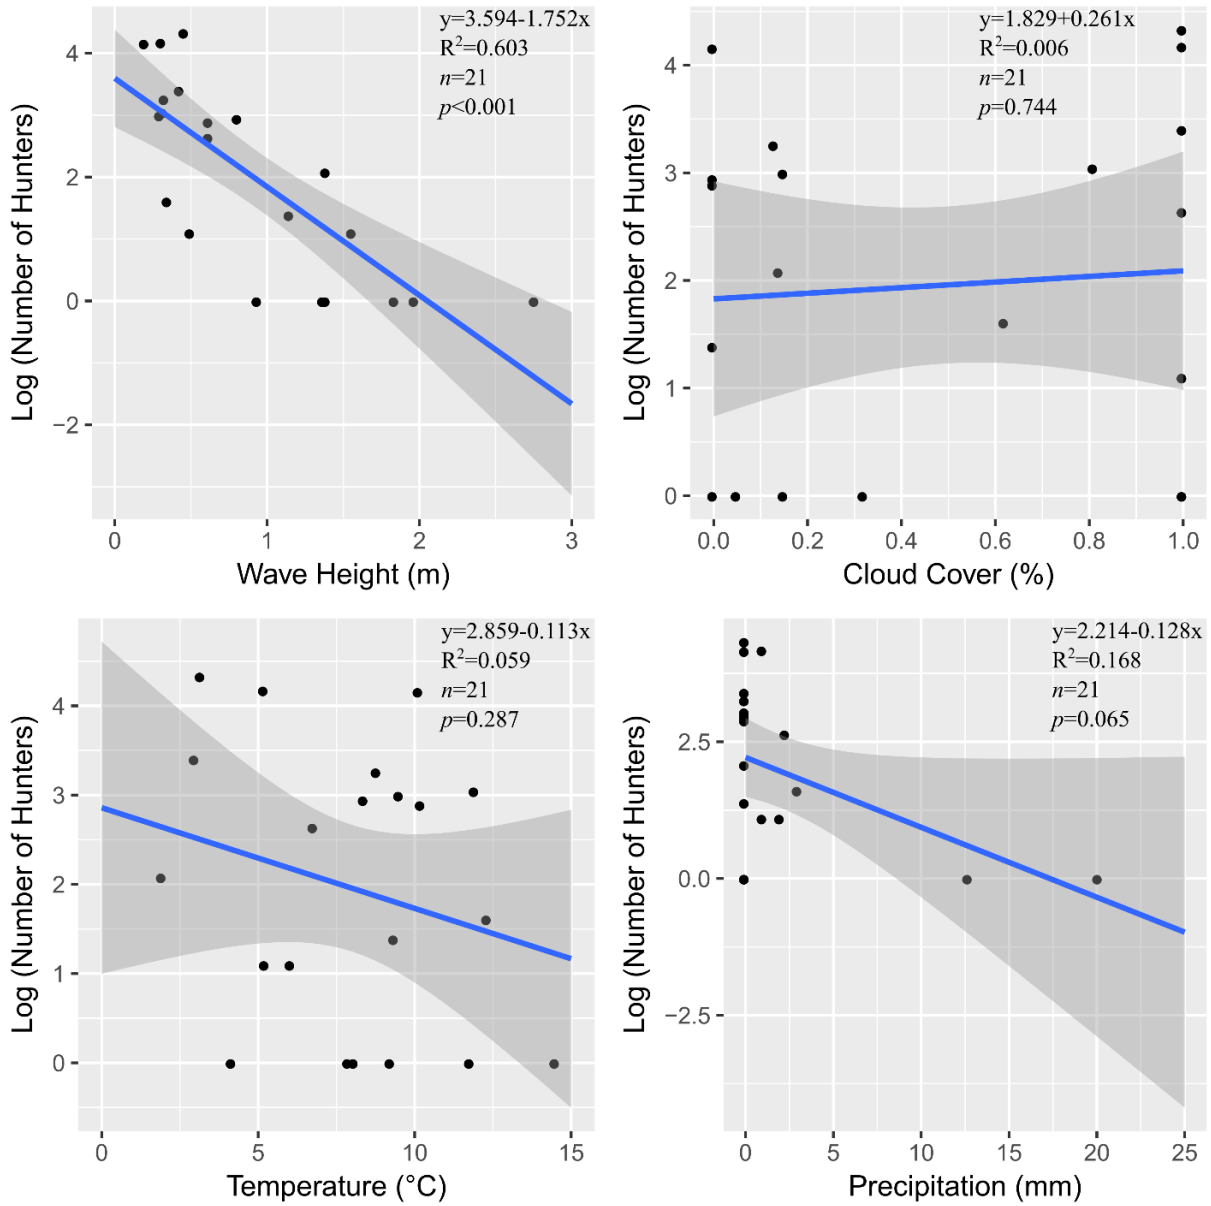 y=3.594-1.752x
R²=0.603
n=21
p<0.001
4
2
0
−2
Log (Number of Hunters)
0 1 2 3
Wave Height (m)
y=1.829+0.261x
R²=0.006
n=21
p=0.744
4
3
2
1
0
Log (Number of Hunters)
0.0 0.2 0.4 0.6 0.8 1.0
Cloud Cover (%)
y=2.859-0.113x
R²=0.059
n=21
p=0.287
4
3
2
1
0
Log (Number of Hunters)
0 5 10 15
Temperature (°C)
y=2.214-0.128x
R²=0.168
n=21
p=0.065
2.5
0.0
−2.5
Log (Number of Hunters)
0 5 10 15 20 25
Precipitation (mm)